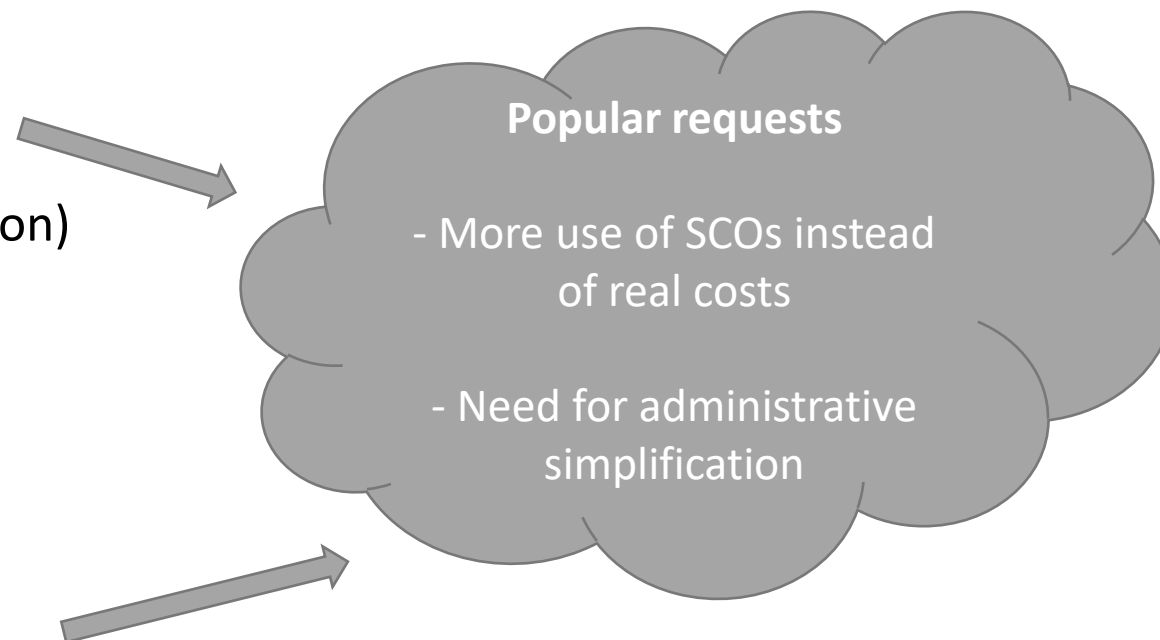 Popular requests
on)
- More use of SCOs instead
of real costs
- Need for administrative
simplification